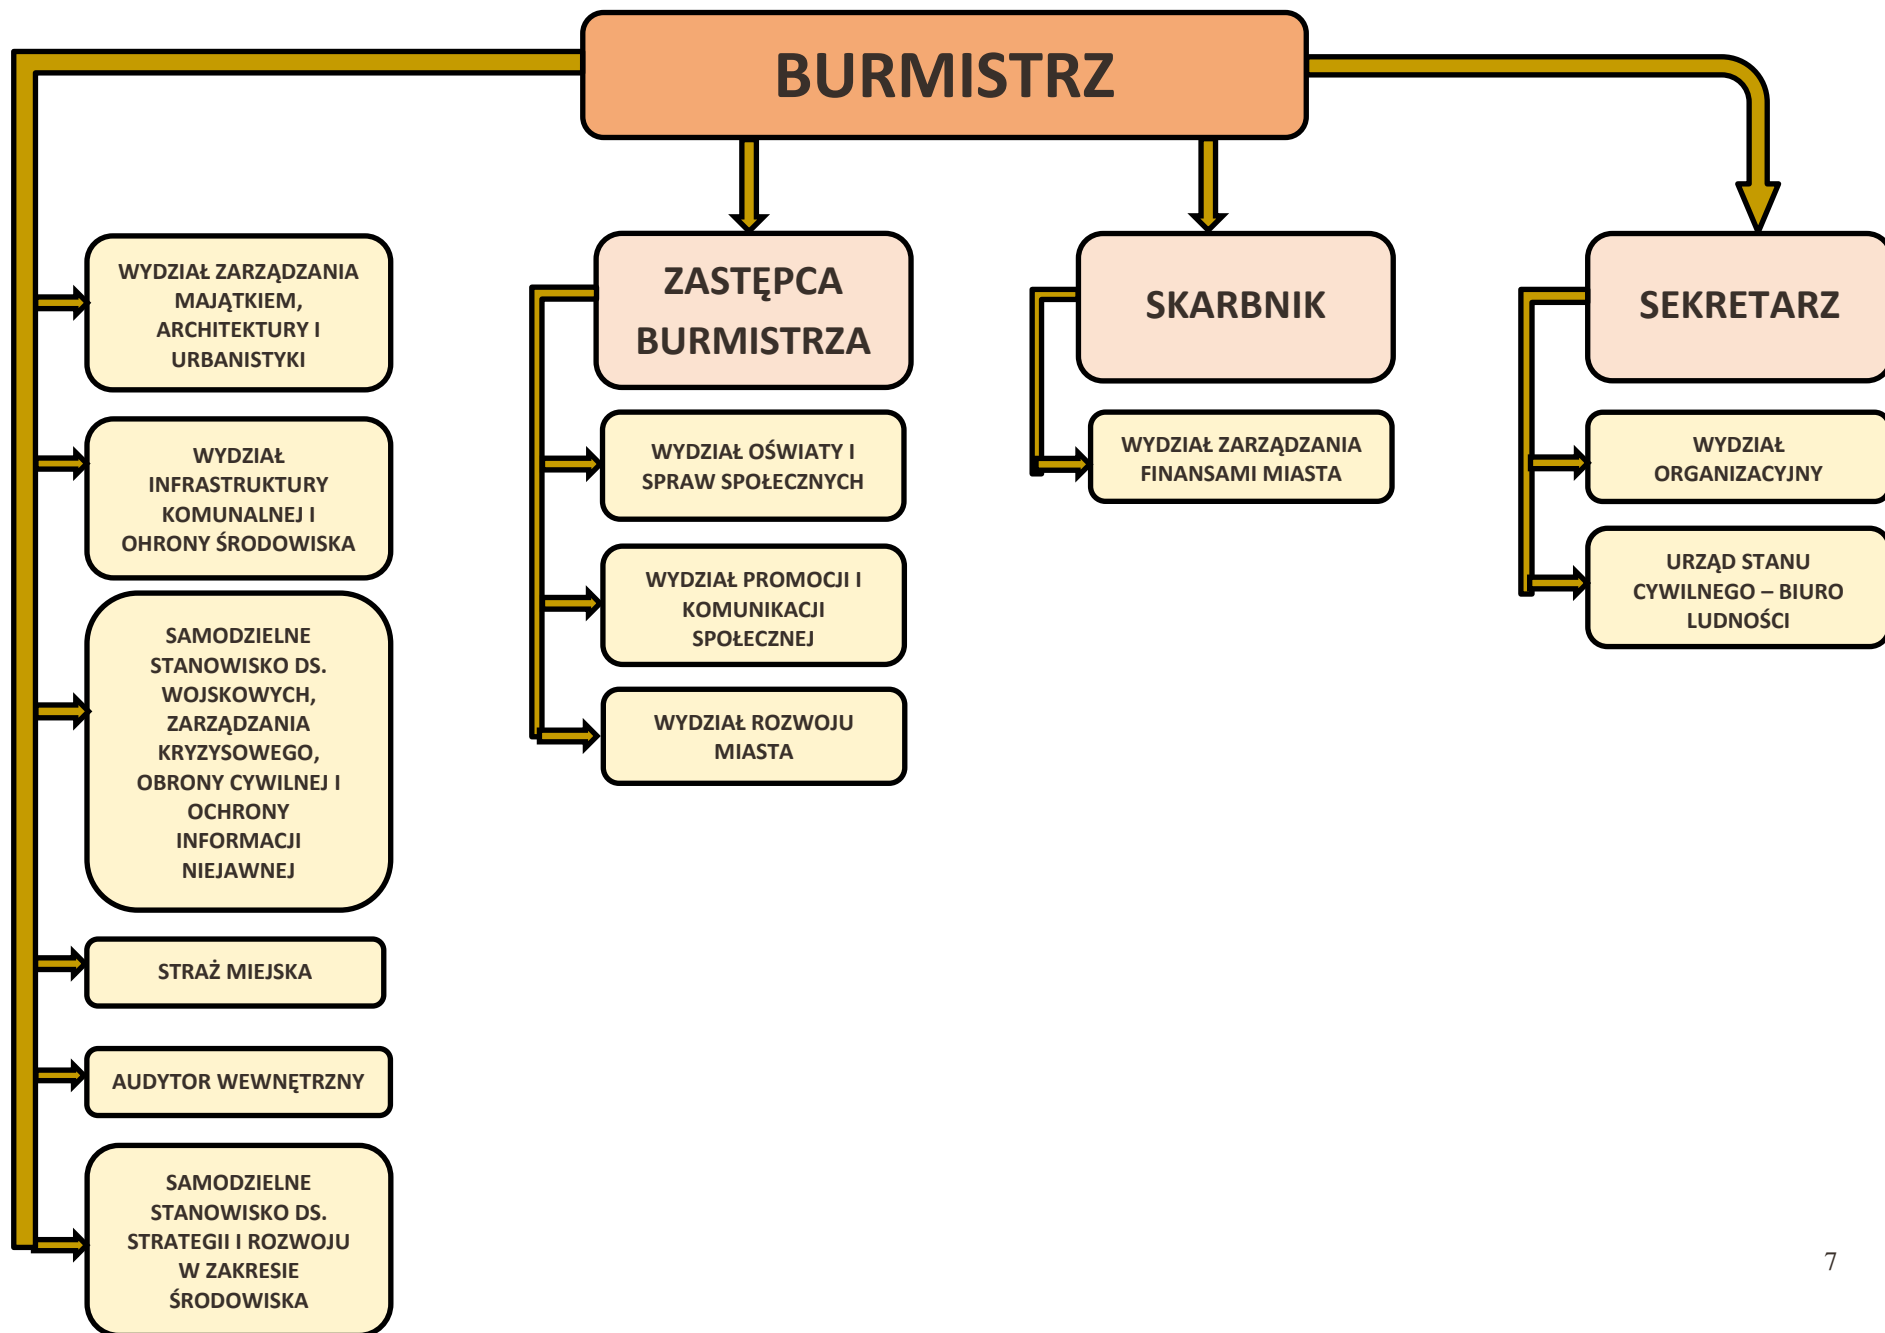 BURMISTRZ
WYDZIAŁ ZARZĄDZANIA
MAJĄTKIEM,
ARCHITEKTURY I
URBANISTYKI
WYDZIAŁ
INFRASTRUKTURY
KOMUNALNEJ I
OHRONY ŚRODOWISKA
SAMODZIELNE
STANOWISKO DS.
WOJSKOWYCH,
ZARZĄDZANIA
KRYZYSOWEGO,
OBRONY CYWILNEJ I
OCHRONY
INFORMACJI
NIEJAWNEJ
STRAŻ MIEJSKA
AUDYTOR WEWNĘTRZNY
SAMODZIELNE
STANOWISKO DS.
STRATEGII I ROZWOJU
W ZAKRESIE
ŚRODOWISKA
ZASTĘPCA
BURMISTRZA
WYDZIAŁ OŚWIATY I
SPRAW SPOŁECZNYCH
WYDZIAŁ PROMOCJI I
KOMUNIKACJI
SPOŁECZNEJ
WYDZIAŁ ROZWOJU
MIASTA
SKARBNIK
WYDZIAŁ ZARZĄDZANIA
FINANSAMI MIASTA
SEKRETARZ
WYDZIAŁ
ORGANIZACYJNY
URZĄD STANU
CYWILNEGO – BIURO
LUDNOŚCI
7